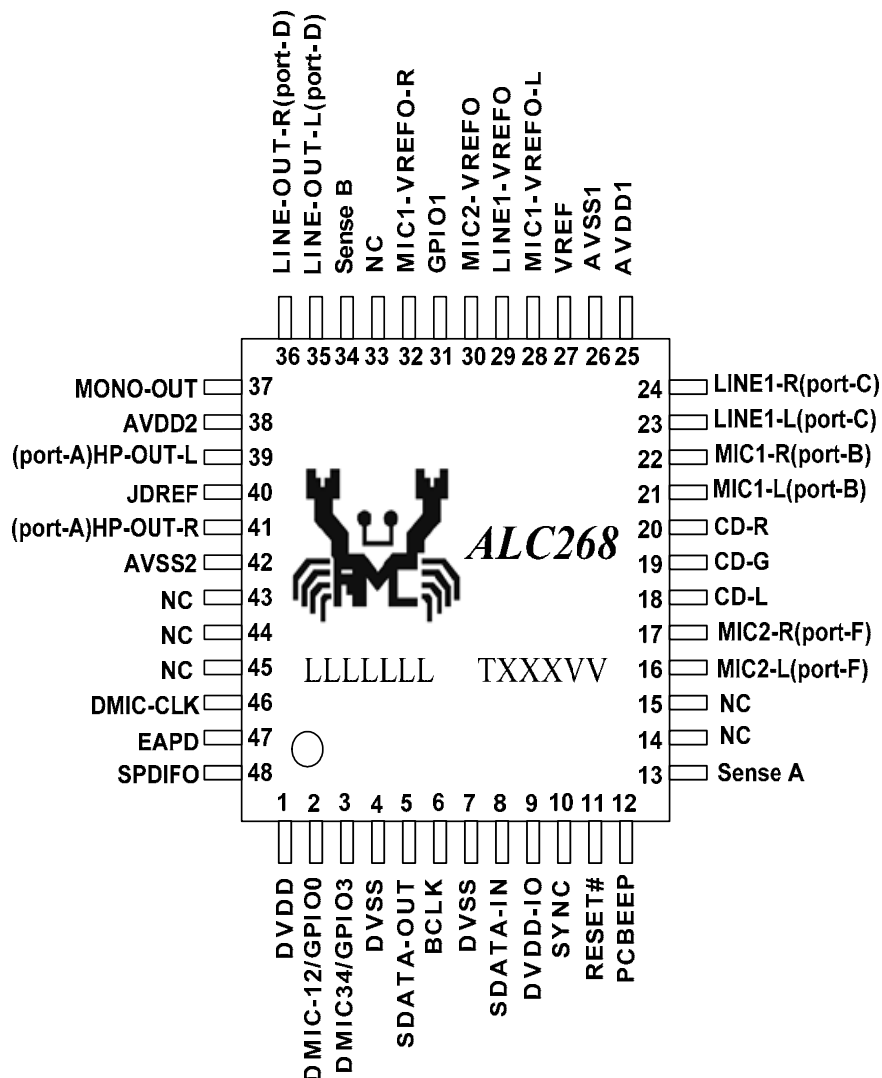 LINE-OUT-R(port-D)
LINE-OUT-L(port-D)
Sense B
NC
MIC1-VREFO-R
GPIO1
MIC2-VREFO
LINE1-VREFO
MIC1-VREFO-L
VREF
AVSS1
AVDD1
36 35 34 33 32 31 30 29 28 27 26 25
MONO-OUT 37
AVDD2 38
(port-A)HP-OUT-L 39
JDREF 40
(port-A)HP-OUT-R 41
AVSS2 42
NC 43
NC 44
NC 45
DMIC-CLK 46
EAPD 47
SPDIFO 48
ALC268
LLLLLLL TXXXVV
24 LINE1-R(port-C)
23 LINE1-L(port-C)
22 MIC1-R(port-B)
21 MIC1-L(port-B)
20 CD-R
19 CD-G
18 CD-L
17 MIC2-R(port-F)
16 MIC2-L(port-F)
15 NC
14 NC
13 Sense A
1 2 3 4 5 6 7 8 9 10 11 12
DVDD
DMIC-12/GPIO0
DMIC34/GPIO3
DVSS
SDATA-OUT
BCLK
DVSS
SDATA-IN
DVDD-IO
SYNC
RESET#
PCBEEP